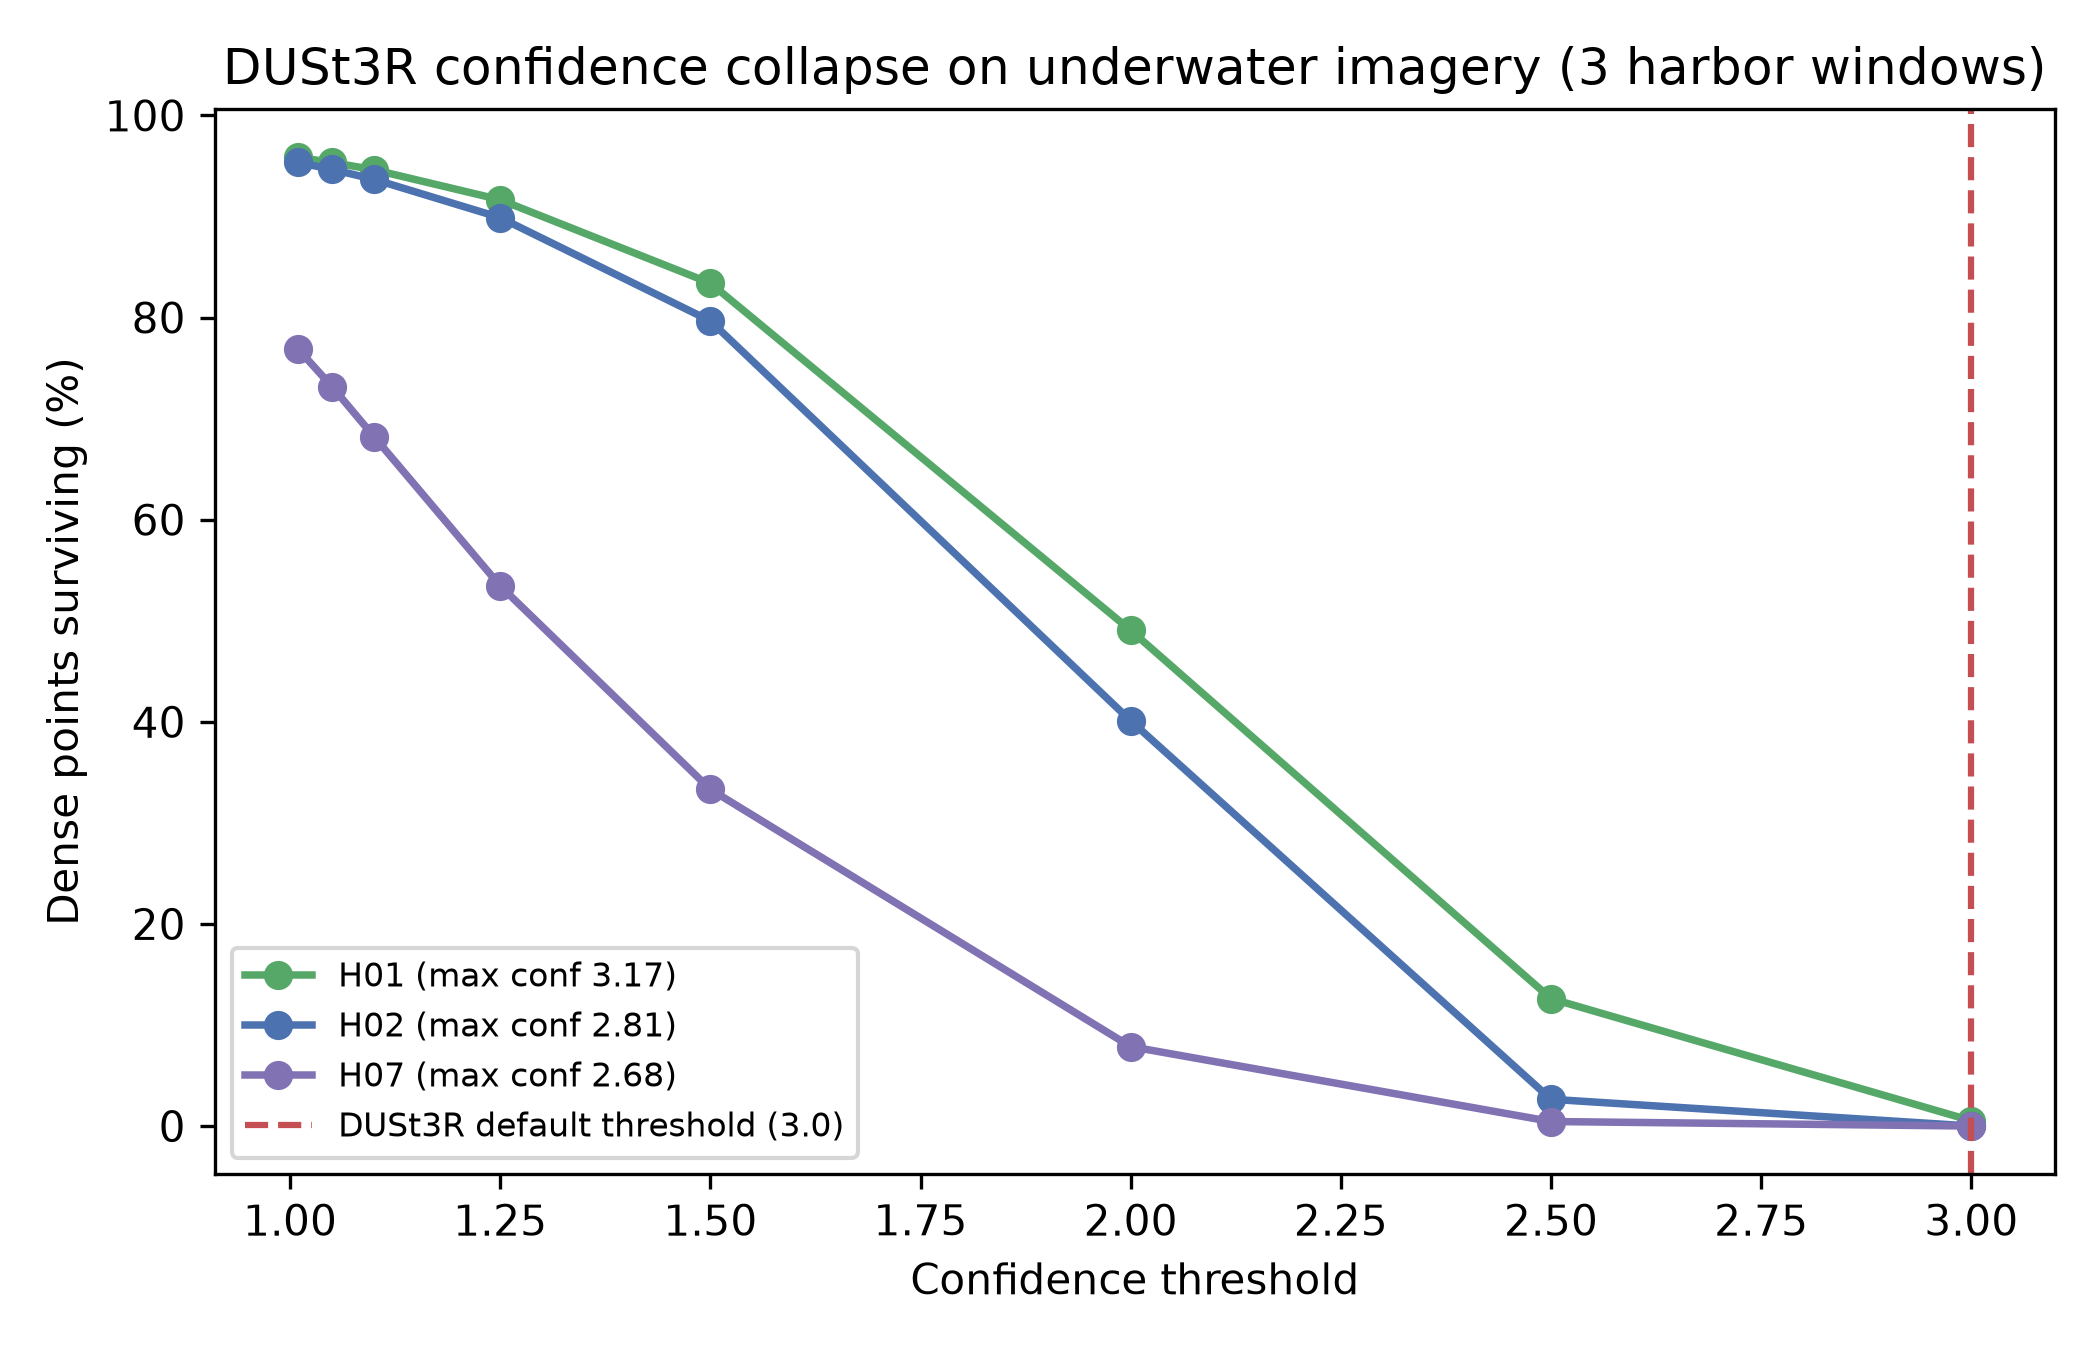 DUSt3R confidence collapse on underwater imagery (3 harbor windows)
Dense points surviving (%)
100
80
60
40
20
0
H01 (max conf 3.17)
H02 (max conf 2.81)
H07 (max conf 2.68)
DUSt3R default threshold (3.0)
1.00 1.25 1.50 1.75 2.00 2.25 2.50 2.75 3.00
Confidence threshold